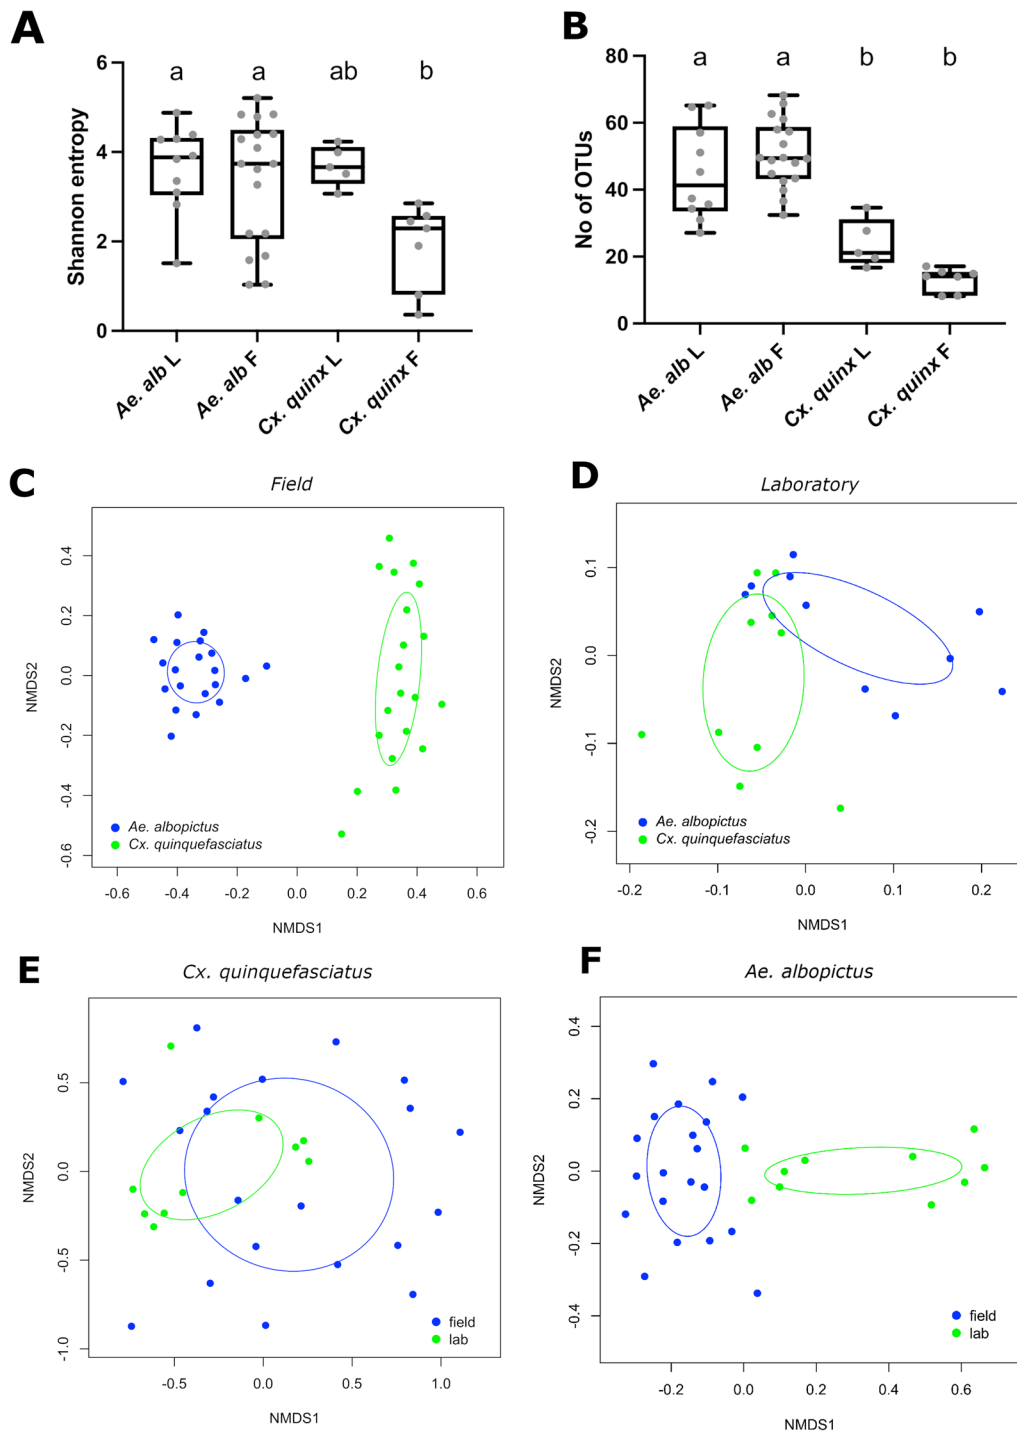 A
Shannon entropy
6
4
2
0
a
a
ab
b
Ae. alb L
Ae. alb F
Cx. quinx L
Cx. quinx F
B
No of OTUs
80
60
40
20
0
a
a
b
b
Ae. alb L
Ae. alb F
Cx. quinx L
Cx. quinx F
C
Field
NMDS2
0.4
0.2
0.0
-0.2
-0.4
-0.6
Ae. albopictus
Cx. quinquefasciatus
-0.6 -0.4 -0.2 0.0 0.2 0.4 0.6
NMDS1
D
Laboratory
NMDS2
0.1
0.0
-0.1
-0.2
Ae. albopictus
Cx. quinquefasciatus
-0.2 -0.1 0.0 0.1 0.2
NMDS1
E
Cx. quinquefasciatus
NMDS2
0.5
0.0
-0.5
-1.0
field
lab
-0.5 0.0 0.5 1.0
NMDS1
F
Ae. albopictus
NMDS2
0.4
0.2
0.0
-0.2
-0.4
field
lab
-0.2 0.0 0.2 0.4 0.6
NMDS1